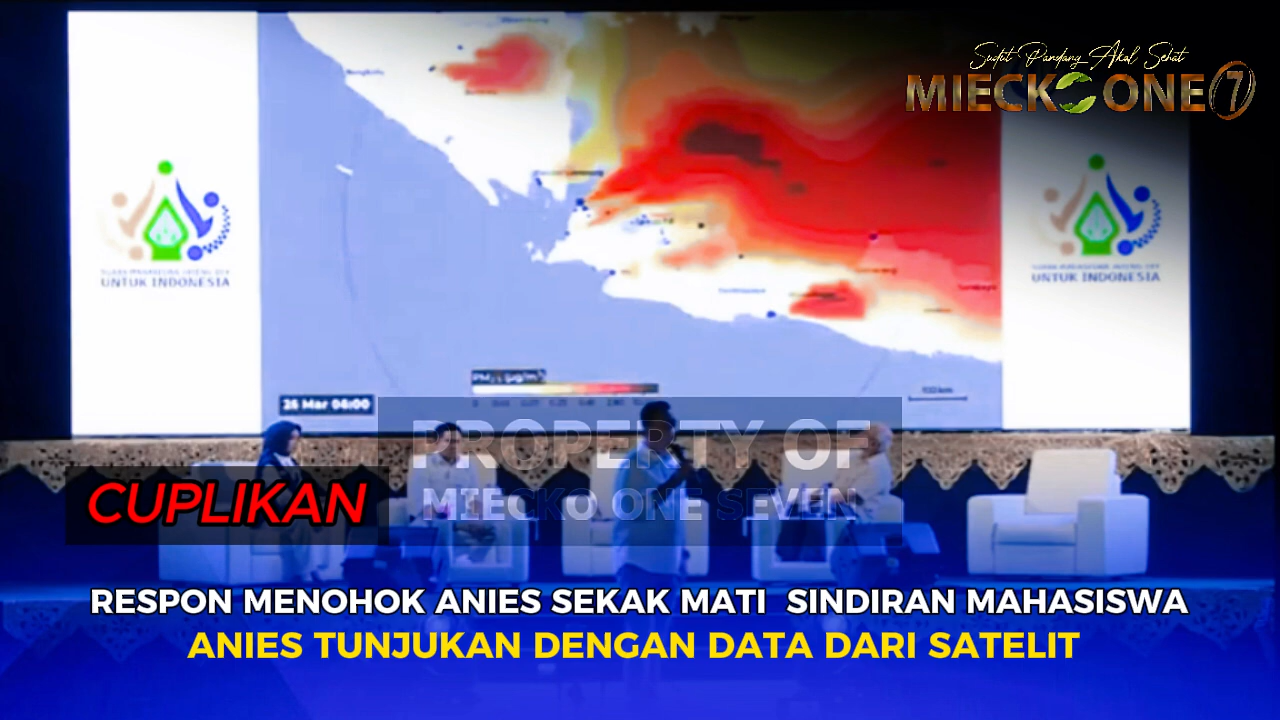 Sudut Pandang Akal Sehat
MIECKO ONE 7
UNTUK INDONESIA
UNTUK INDONESIA
26 Mar 06:00
PROPERTY OF
MIECKO ONE SEVEN
CUPLIKAN
RESPON MENOHOK ANIES SEKAK MATI SINDIRAN MAHASISWA
ANIES TUNJUKAN DENGAN DATA DARI SATELIT